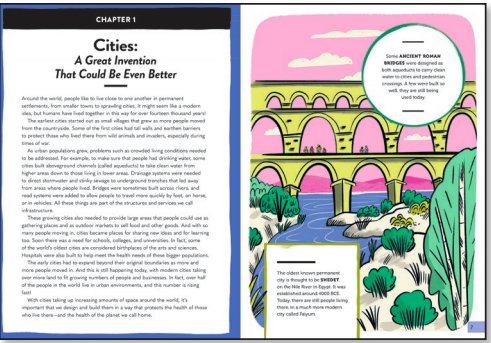 CHAPTER 1
Cities:
A Great Invention
That Could Be Even Better
Around the world, people like to live close to one another in permanent
settlements, from smaller towns to sprawling cities. It might seem like a modern
idea, but humans have lived together in this way for over fourteen thousand years!
The earliest cities started out as small villages that grew as more people moved
from the countryside. Some of the first cities had tall walls and earthen barriers
to protect those who lived there from wild animals and invaders, especially during
times of war.
As urban populations grew, problems such as crowded living conditions needed
to be addressed. For example, to make sure that people had drinking water, some
cities built aboveground channels (called aqueducts) to take clean water from
higher areas down to those living in lower areas. Drainage systems were needed
to direct stormwater and stinky sewage to underground trenches that led away
from areas where people lived. Bridges were sometimes built across rivers, and
road systems were added to allow people to travel more quickly by foot, on horse,
or in vehicles. All these things are part of the structures and services we call
infrastructure.
These growing cities also needed to provide large areas that people could use as
gathering places and as outdoor markets to sell food and other goods. And with so
many people moving in, cities became places for sharing new ideas and for learning
too. Soon there was a need for schools, colleges, and universities. In fact, some
of the world's oldest cities are considered birthplaces of the arts and sciences.
Hospitals were also built to help meet the health needs of these bigger populations.
The early cities had to expand beyond their original boundaries as more and
more people moved in. And this is still happening today, with modern cities taking
over more land to fit growing numbers of people and businesses. In fact, over half
of the people in the world live in urban environments, and this number is rising
fast!
With cities taking up increasing amounts of space around the world, it's
important that we design and build them in a way that protects the health of those
who live there—and the health of the planet we call home.
Some ANCIENT ROMAN
BRIDGES were designed as
both aqueducts to carry clean
water to cities and pedestrian
crossings. A few were built so
well, they are still being
used today.
The oldest known permanent
city is thought to be SHEDET,
on the Nile River in Egypt. It was
established around 4000 BCE.
Today, there are still people living
there, in a much more modern
city called Faiyum.
7